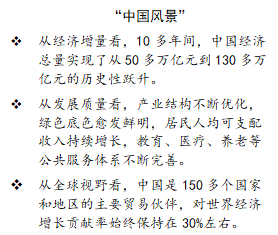 “中国风景”
❖ 从经济增量看，10 多年间，中国经济
总量实现了从 50 多万亿元到 130 多万
亿元的历史性跃升。
❖ 从发展质量看，产业结构不断优化，
绿色底色愈发鲜明，居民人均可支配
收入持续增长，教育、医疗、养老等
公共服务体系不断完善。
❖ 从全球视野看，中国是 150 多个国家
和地区的主要贸易伙伴，对世界经济
增长贡献率始终保持在 30%左右。